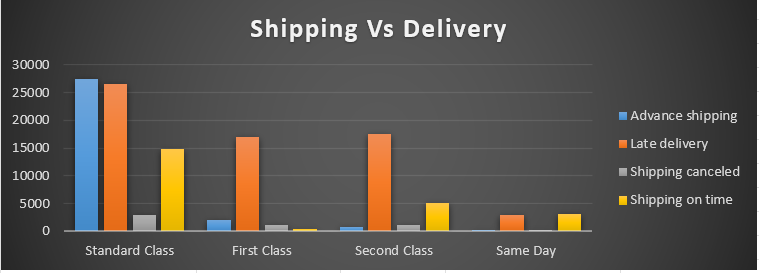 Shipping Vs Delivery
30000
25000
20000
15000
10000
5000
0
Standard Class
First Class
Second Class
Same Day
Advance shipping
Late delivery
Shipping canceled
Shipping on time